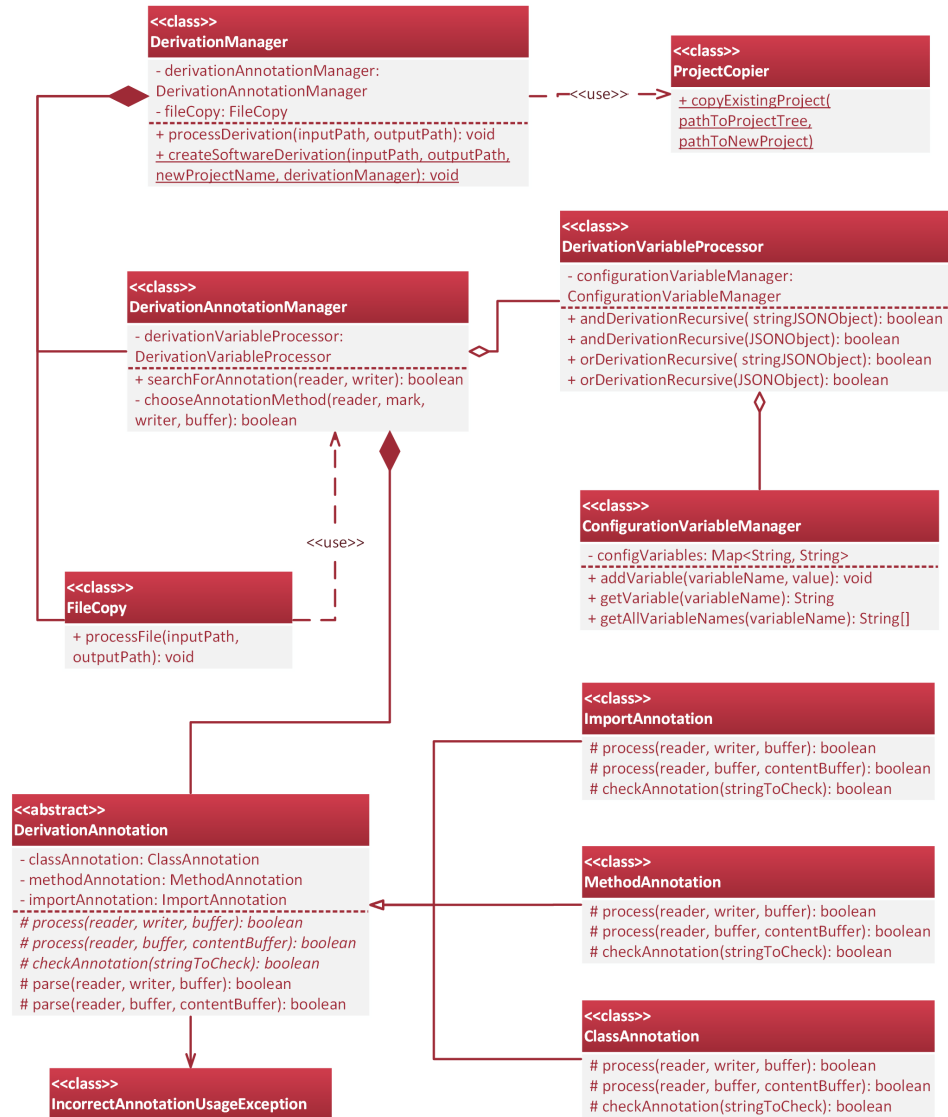 <<class>>
DerivationManager
- derivationAnnotationManager:
DerivationAnnotationManager
- fileCopy: FileCopy
+ processDerivation(inputPath, outputPath): void
+ createSoftwareDerivation(inputPath, outputPath,
newProjectName, derivationManager): void
<<use>>
<<class>>
ProjectCopier
+ copyExistingProject(
pathToProjectTree,
pathToNewProject)
<<class>>
DerivationVariableProcessor
- configurationVariableManager:
ConfigurationVariableManager
+ andDerivationRecursive( stringJSONObject): boolean
+ andDerivationRecursive(JSONObject): boolean
+ orDerivationRecursive( stringJSONObject): boolean
+ orDerivationRecursive(JSONObject): boolean
<<class>>
DerivationAnnotationManager
- derivationVariableProcessor:
DerivationVariableProcessor
+ searchForAnnotation(reader, writer): boolean
- chooseAnnotationMethod(reader, mark,
writer, buffer): boolean
<<use>>
<<class>>
ConfigurationVariableManager
- configVariables: Map<String, String>
+ addVariable(variableName, value): void
+ getVariable(variableName): String
+ getAllVariableNames(variableName): String[]
<<class>>
FileCopy
+ processFile(inputPath,
outputPath): void
<<class>>
ImportAnnotation
# process(reader, writer, buffer): boolean
# process(reader, buffer, contentBuffer): boolean
# checkAnnotation(stringToCheck): boolean
<<abstract>>
DerivationAnnotation
- classAnnotation: ClassAnnotation
- methodAnnotation: MethodAnnotation
- importAnnotation: ImportAnnotation
# process(reader, writer, buffer): boolean
# process(reader, buffer, contentBuffer): boolean
# checkAnnotation(stringToCheck): boolean
# parse(reader, writer, buffer): boolean
# parse(reader, buffer, contentBuffer): boolean
<<class>>
MethodAnnotation
# process(reader, writer, buffer): boolean
# process(reader, buffer, contentBuffer): boolean
# checkAnnotation(stringToCheck): boolean
<<class>>
ClassAnnotation
# process(reader, writer, buffer): boolean
# process(reader, buffer, contentBuffer): boolean
# checkAnnotation(stringToCheck): boolean
<<class>>
IncorrectAnnotationUsageException